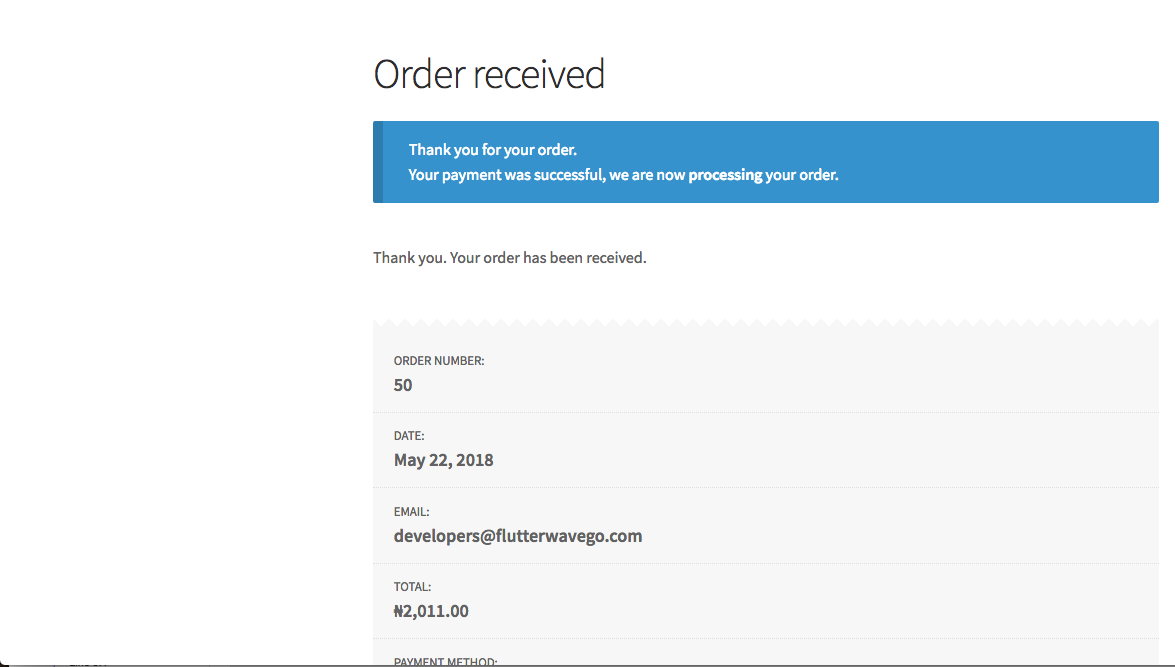 Order received
Thank you for your order.
Your payment was successful, we are now processing your order.
Thank you. Your order has been received.
ORDER NUMBER:
50
DATE:
May 22, 2018
EMAIL:
developers@flutterwavego.com
TOTAL:
₦2,011.00
PAYMENT METHOD: